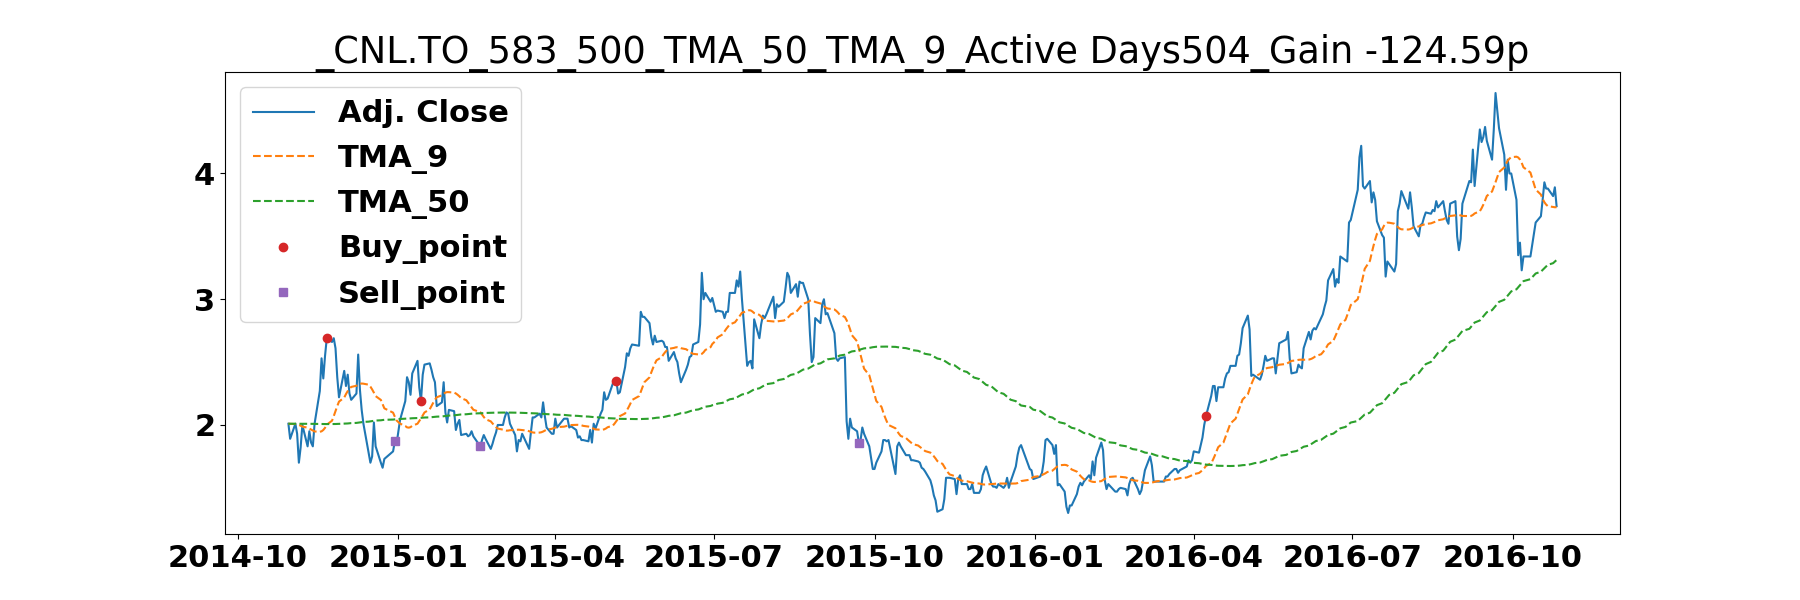 _CNL.TO_583_500_TMA_50_TMA_9_Active Days504_Gain -124.59p
Adj. Close
TMA_9
TMA_50
Buy_point
Sell_point
4
3
2
2014-10 2015-01 2015-04 2015-07 2015-10 2016-01 2016-04 2016-07 2016-10